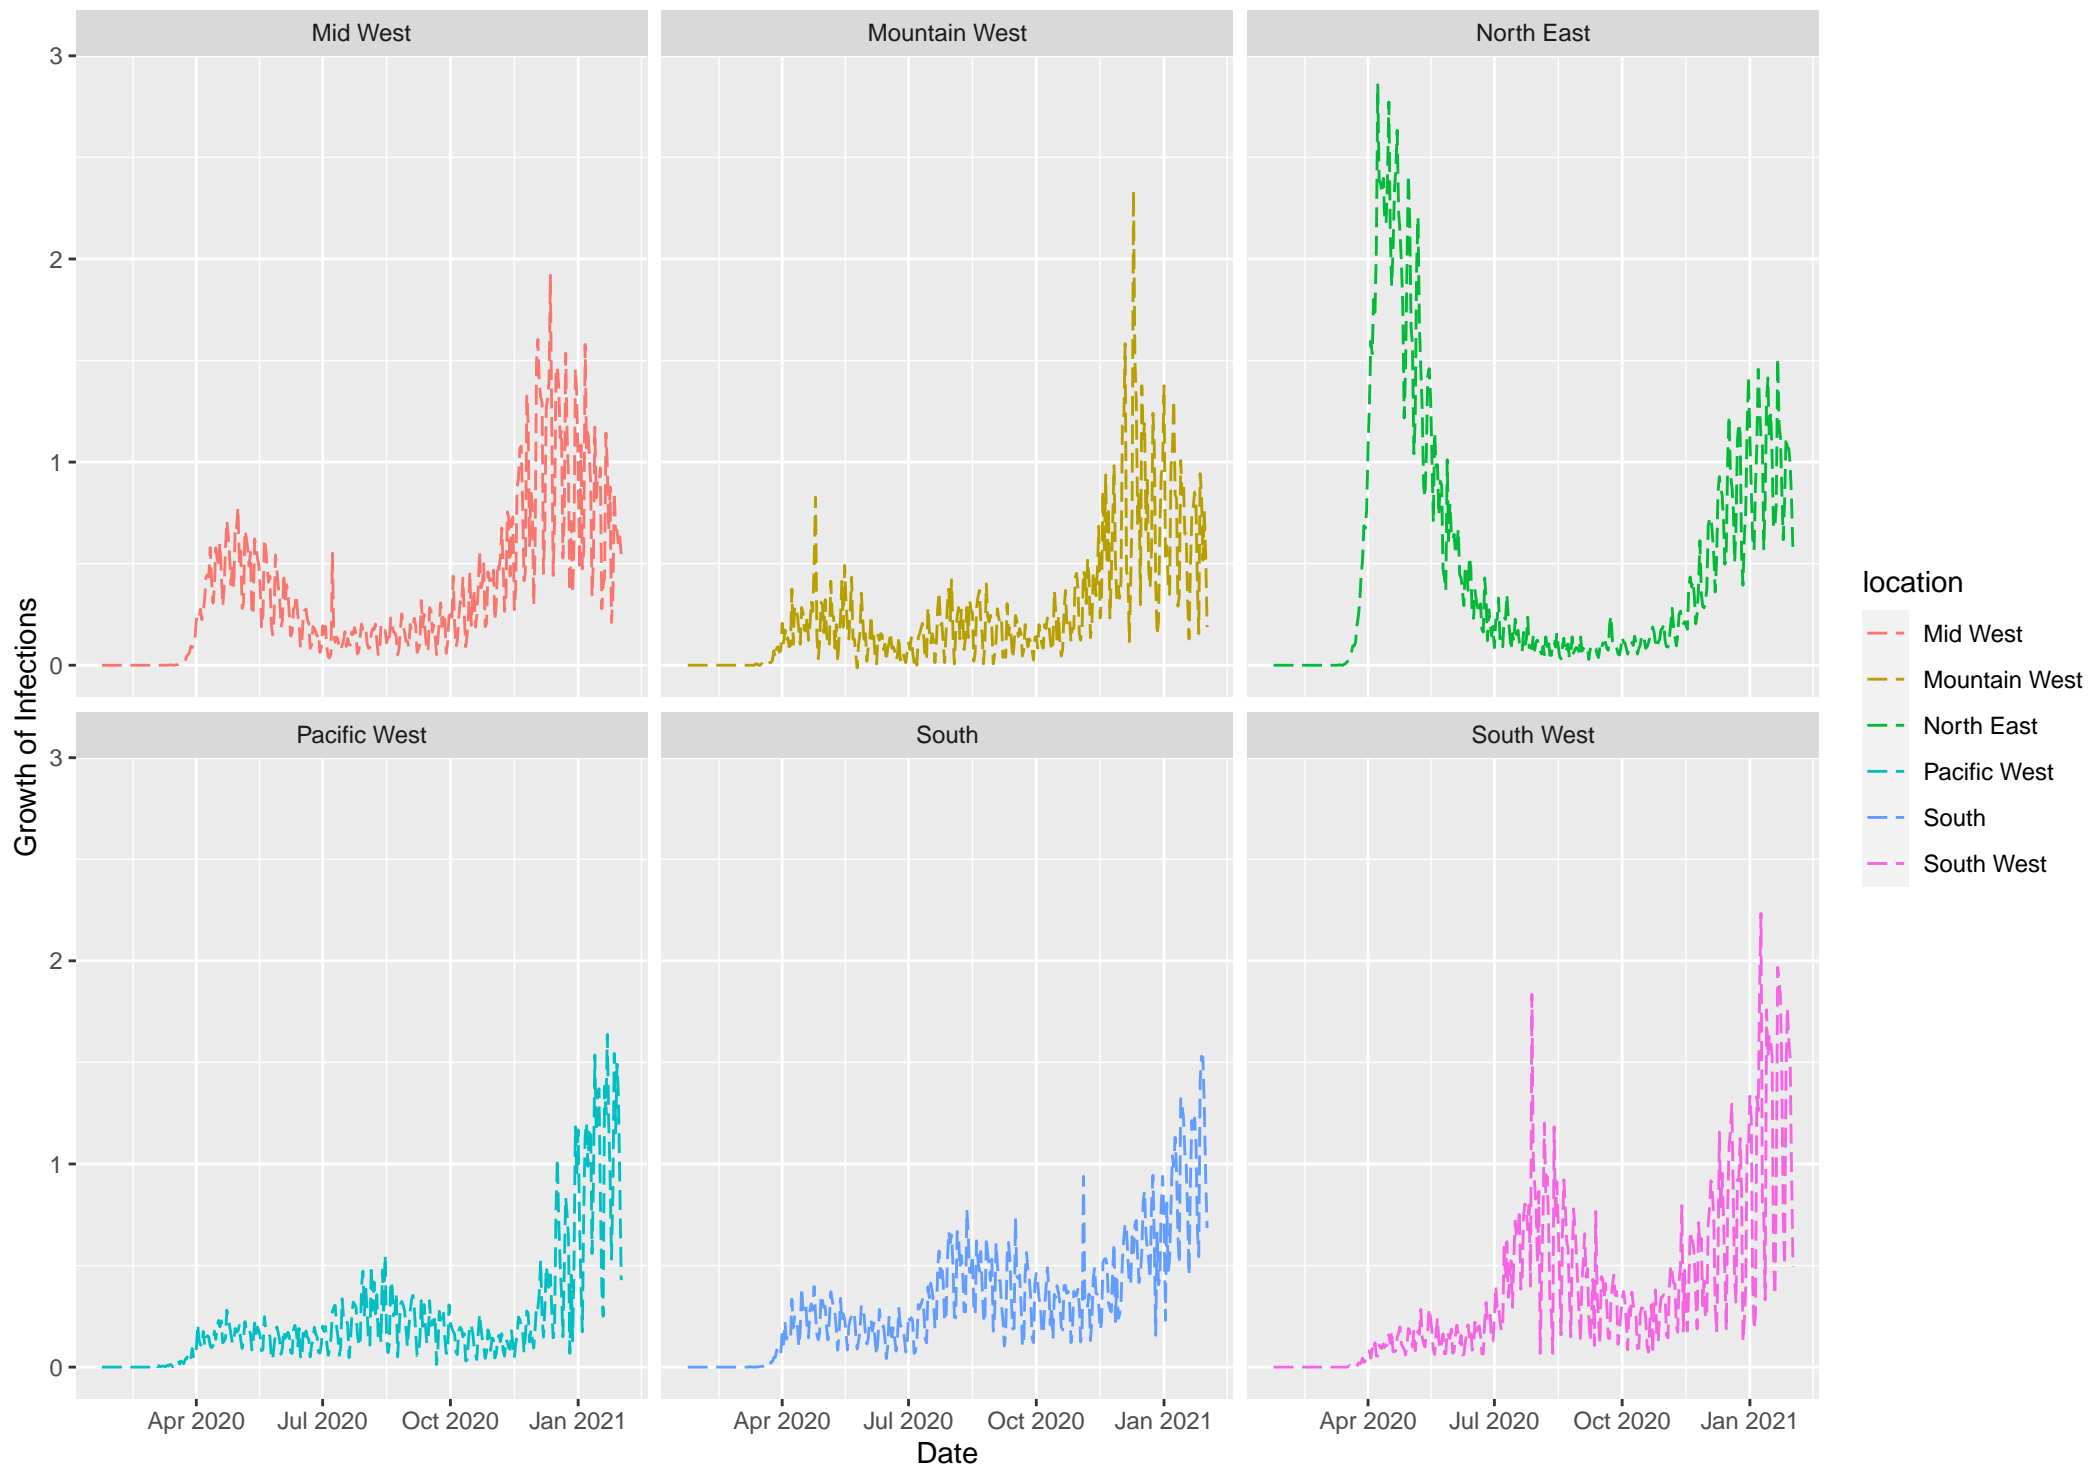 Mid West
Mountain West
North East
3
2
1
0
Pacific West
South
South West
3
2
1
0
Apr 2020
Jul 2020
Oct 2020
Jan 2021
Apr 2020
Jul 2020
Oct 2020
Jan 2021
Apr 2020
Jul 2020
Oct 2020
Jan 2021
Date
Growth of Infections
location
Mid West
Mountain West
North East
Pacific West
South
South West